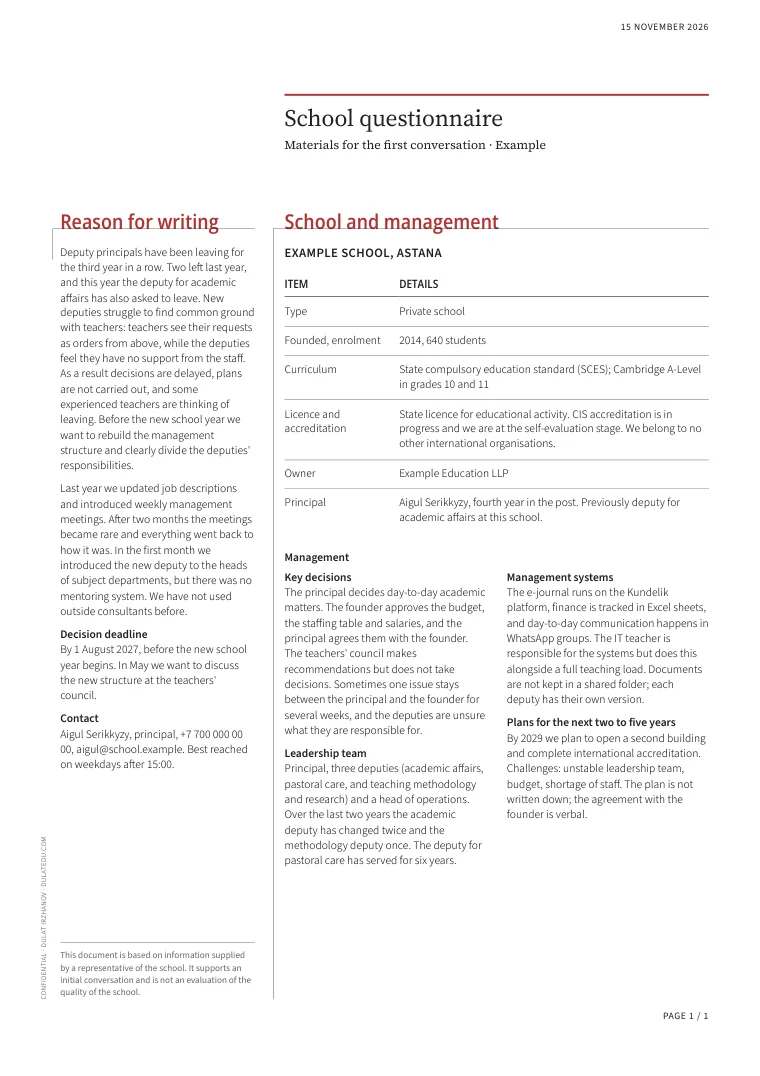 15 NOVEMBER 2026
School questionnaire
Materials for the first conversation · Example
Reason for writing
Deputy principals have been leaving for
the third year in a row. Two left last year,
and this year the deputy for academic
affairs has also asked to leave. New
deputies struggle to find common ground
with teachers: teachers see their requests
as orders from above, while the deputies
feel they have no support from the staff.
As a result decisions are delayed, plans
are not carried out, and some
experienced teachers are thinking of
leaving. Before the new school year we
want to rebuild the management
structure and clearly divide the deputies'
responsibilities.
Last year we updated job descriptions
and introduced weekly management
meetings. After two months the meetings
became rare and everything went back to
how it was. In the first month we
introduced the new deputy to the heads
of subject departments, but there was no
mentoring system. We have not used
outside consultants before.
Decision deadline
By 1 August 2027, before the new school
year begins. In May we want to discuss
the new structure at the teachers'
council.
Contact
Aigul Serikkyzy, principal, +7 700 000 00
00, aigul@school.example. Best reached
on weekdays after 15:00.
This document is based on information supplied
by a representative of the school. It supports an
initial conversation and is not an evaluation of the
quality of the school.
CONFIDENTIAL · DULAT IRZHANOV · DULATEDU.COM
School and management
EXAMPLE SCHOOL, ASTANA
ITEM DETAILS
Type Private school
Founded, enrolment 2014, 640 students
Curriculum State compulsory education standard (SCES); Cambridge A-Level
in grades 10 and 11
Licence and State licence for educational activity. CIS accreditation is in
accreditation progress and we are at the self-evaluation stage. We belong to no
other international organisations.
Owner Example Education LLP
Principal Aigul Serikkyzy, fourth year in the post. Previously deputy for
academic affairs at this school.
Management
Key decisions
The principal decides day-to-day academic
matters. The founder approves the budget,
the staffing table and salaries, and the
principal agrees them with the founder.
The teachers' council makes
recommendations but does not take
decisions. Sometimes one issue stays
between the principal and the founder for
several weeks, and the deputies are unsure
what they are responsible for.
Leadership team
Principal, three deputies (academic affairs,
pastoral care, and teaching methodology
and research) and a head of operations.
Over the last two years the academic
deputy has changed twice and the
methodology deputy once. The deputy for
pastoral care has served for six years.
Management systems
The e-journal runs on the Kundelik
platform, finance is tracked in Excel sheets,
and day-to-day communication happens in
WhatsApp groups. The IT teacher is
responsible for the systems but does this
alongside a full teaching load. Documents
are not kept in a shared folder; each
deputy has their own version.
Plans for the next two to five years
By 2029 we plan to open a second building
and complete international accreditation.
Challenges: unstable leadership team,
budget, shortage of staff. The plan is not
written down; the agreement with the
founder is verbal.
PAGE 1 / 1